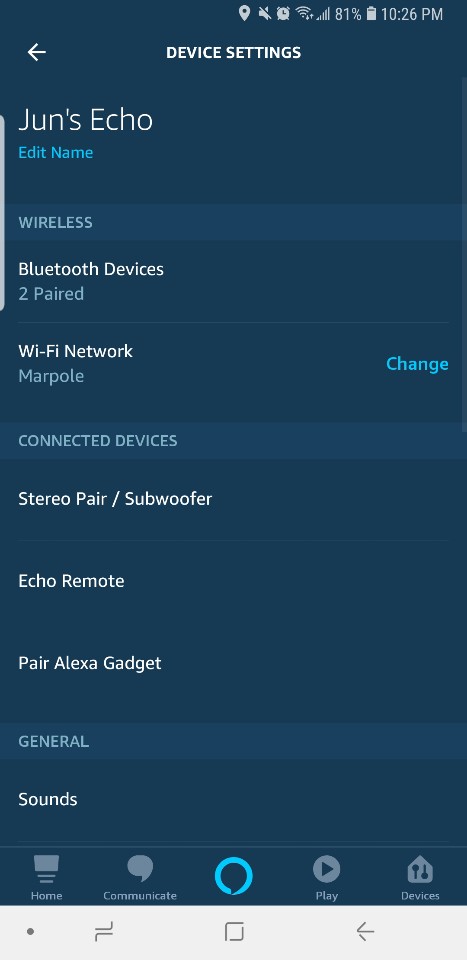 81% 10:26 PM
DEVICE SETTINGS
Jun's Echo
Edit Name
WIRELESS
Bluetooth Devices
2 Paired
Wi-Fi Network
Marpole
Change
CONNECTED DEVICES
Stereo Pair / Subwoofer
Echo Remote
Pair Alexa Gadget
GENERAL
Sounds
Home Communicate Play Devices